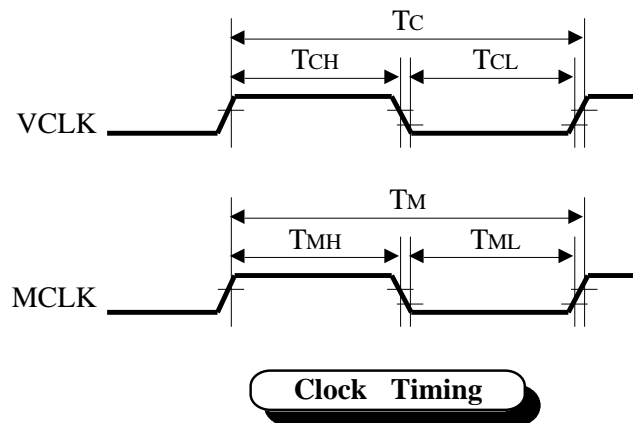 TC
TCH TCL
VCLK
TM
TMH TML
MCLK
Clock Timing